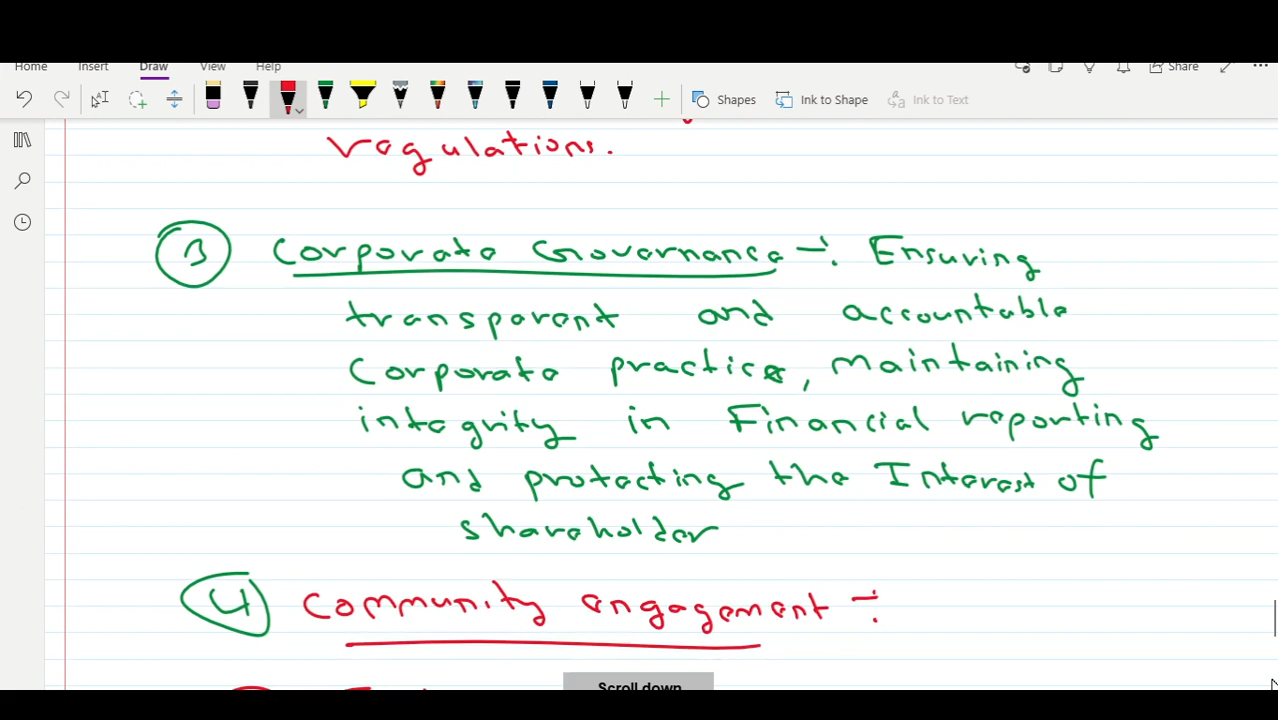 Home Insert Draw View Help Share
Shapes Ink to Shape Ink to Text
regulations.
3 Corporate Governance :- Ensuring
transparent and accountable
Corporate practice, maintaining
integrity in Financial reporting
and protecting the Interest of
shareholder
4 Community engagement :-
Scroll down